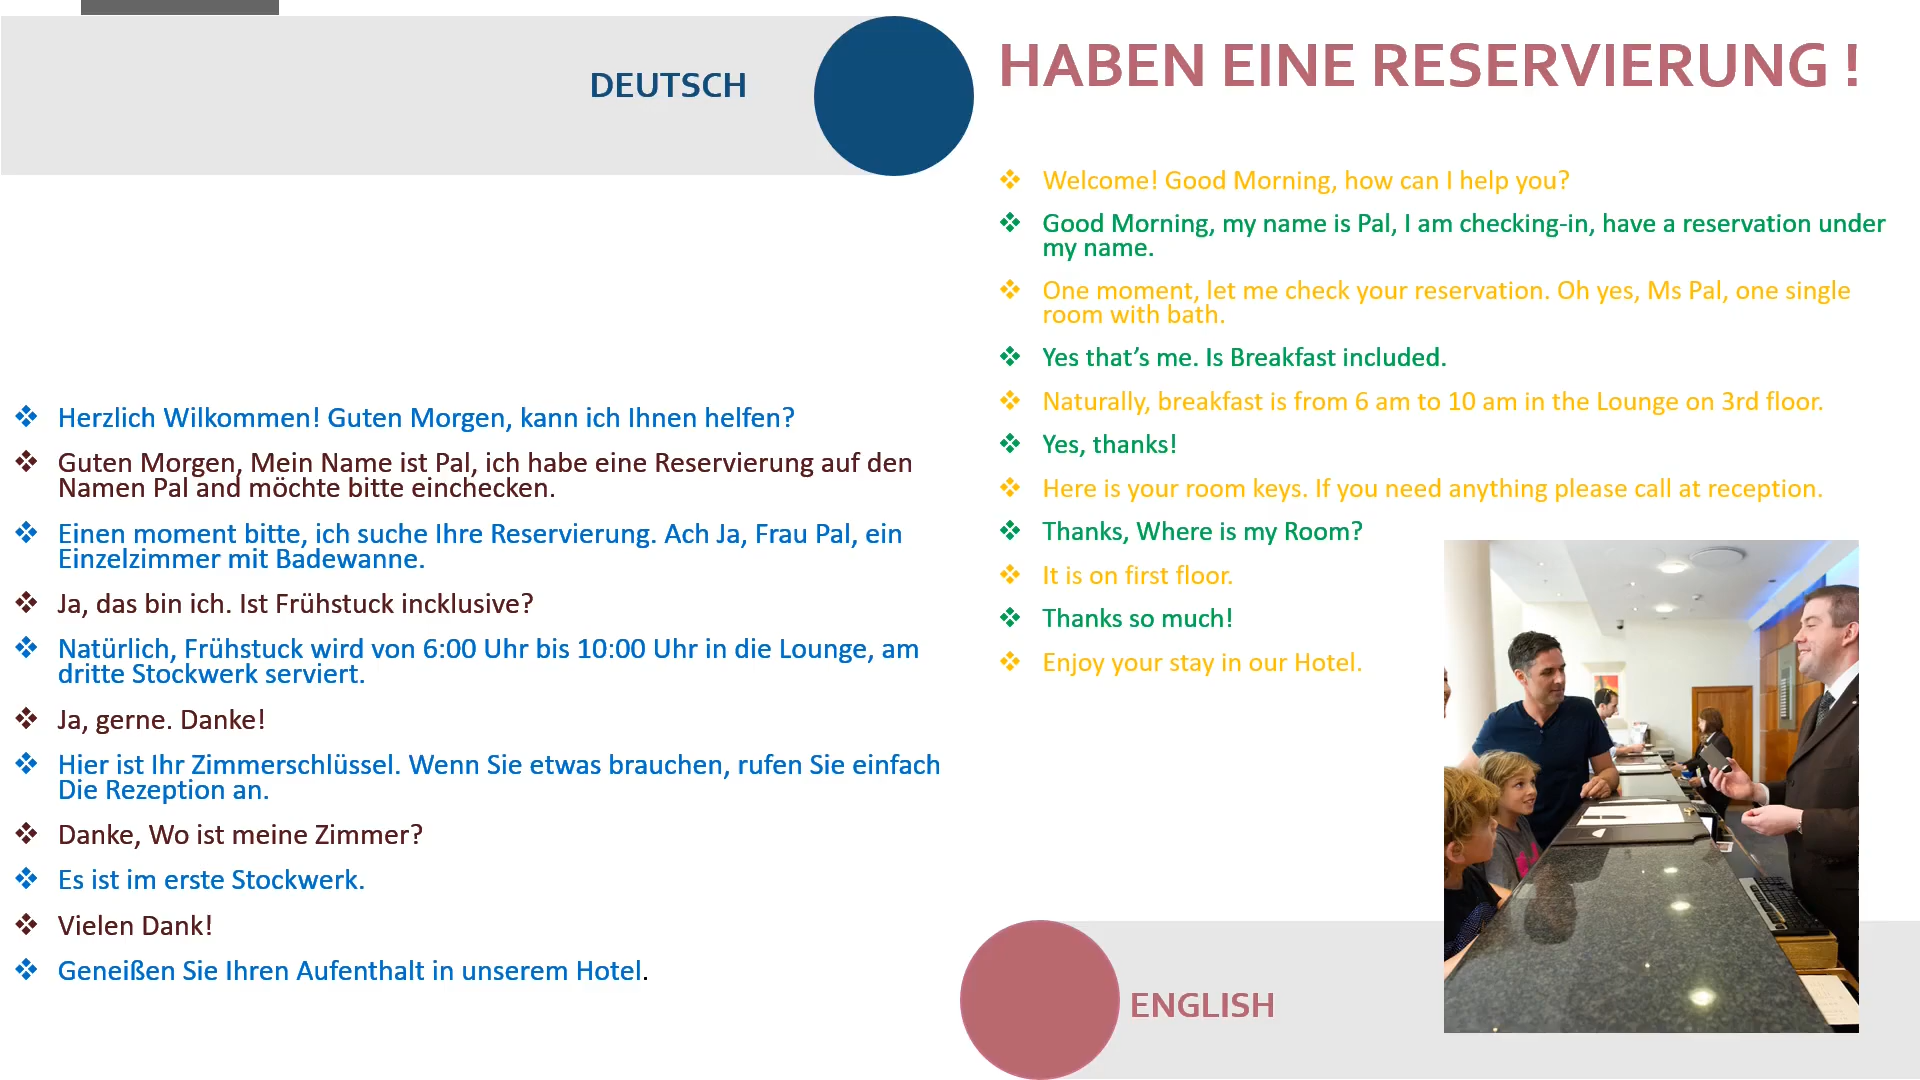 DEUTSCH
Herzlich Wilkommen! Guten Morgen, kann ich Ihnen helfen?
Guten Morgen, Mein Name ist Pal, ich habe eine Reservierung auf den
Namen Pal and möchte bitte einchecken.
Einen moment bitte, ich suche Ihre Reservierung. Ach Ja, Frau Pal, ein
Einzelzimmer mit Badewanne.
Ja, das bin ich. Ist Frühstuck incklusive?
Natürlich, Frühstuck wird von 6:00 Uhr bis 10:00 Uhr in die Lounge, am
dritte Stockwerk serviert.
Ja, gerne. Danke!
Hier ist Ihr Zimmerschlüssel. Wenn Sie etwas brauchen, rufen Sie einfach
Die Rezeption an.
Danke, Wo ist meine Zimmer?
Es ist im erste Stockwerk.
Vielen Dank!
Geneißen Sie Ihren Aufenthalt in unserem Hotel.
HABEN EINE RESERVIERUNG !
Welcome! Good Morning, how can I help you?
Good Morning, my name is Pal, I am checking-in, have a reservation under
my name.
One moment, let me check your reservation. Oh yes, Ms Pal, one single
room with bath.
Yes that’s me. Is Breakfast included.
Naturally, breakfast is from 6 am to 10 am in the Lounge on 3rd floor.
Yes, thanks!
Here is your room keys. If you need anything please call at reception.
Thanks, Where is my Room?
It is on first floor.
Thanks so much!
Enjoy your stay in our Hotel.
ENGLISH